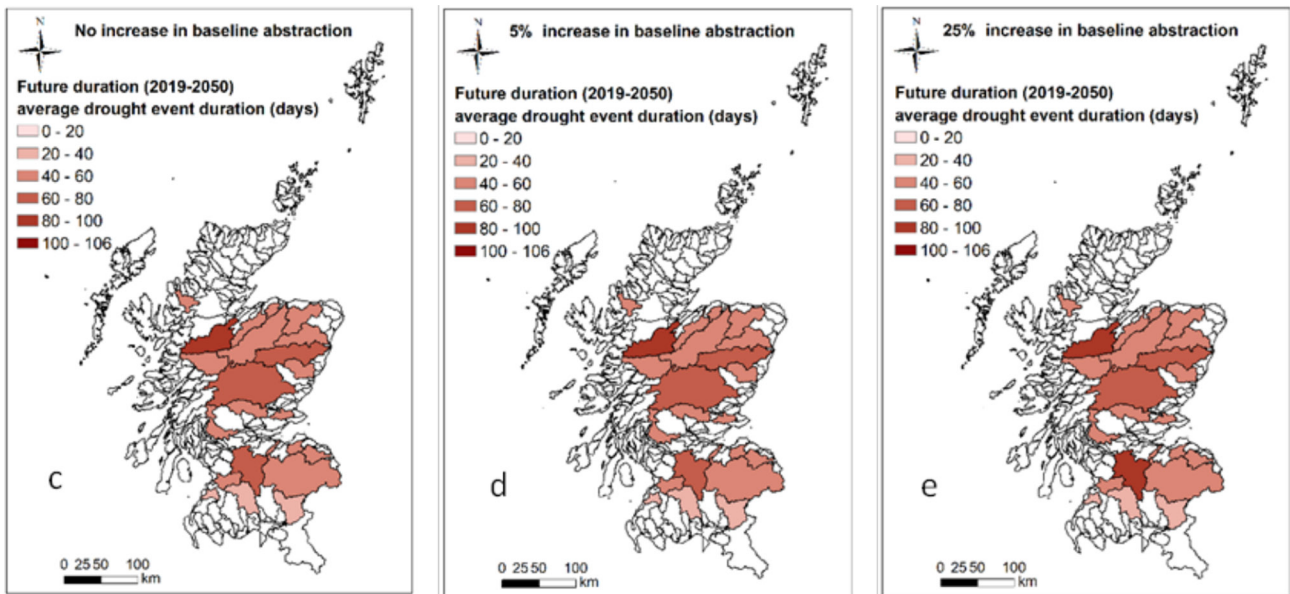 N
No increase in baseline abstraction
Future duration (2019-2050)
average drought event duration (days)
0 - 20
20 - 40
40 - 60
60 - 80
80 - 100
100 - 106
c
0 25 50 100
km
N
5% increase in baseline abstraction
Future duration (2019-2050)
average drought event duration (days)
0 - 20
20 - 40
40 - 60
60 - 80
80 - 100
100 - 106
d
0 25 50 100
km
N
25% increase in baseline abstraction
Future duration (2019-2050)
average drought event duration (days)
0 - 20
20 - 40
40 - 60
60 - 80
80 - 100
100 - 106
e
0 25 50 100
km